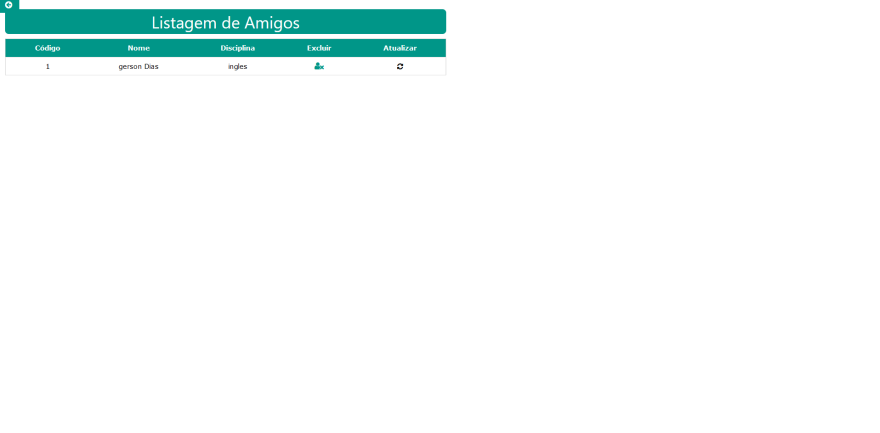 Listagem de Amigos
Código Nome Disciplina Excluir Atualizar
1 gerson Dias ingles